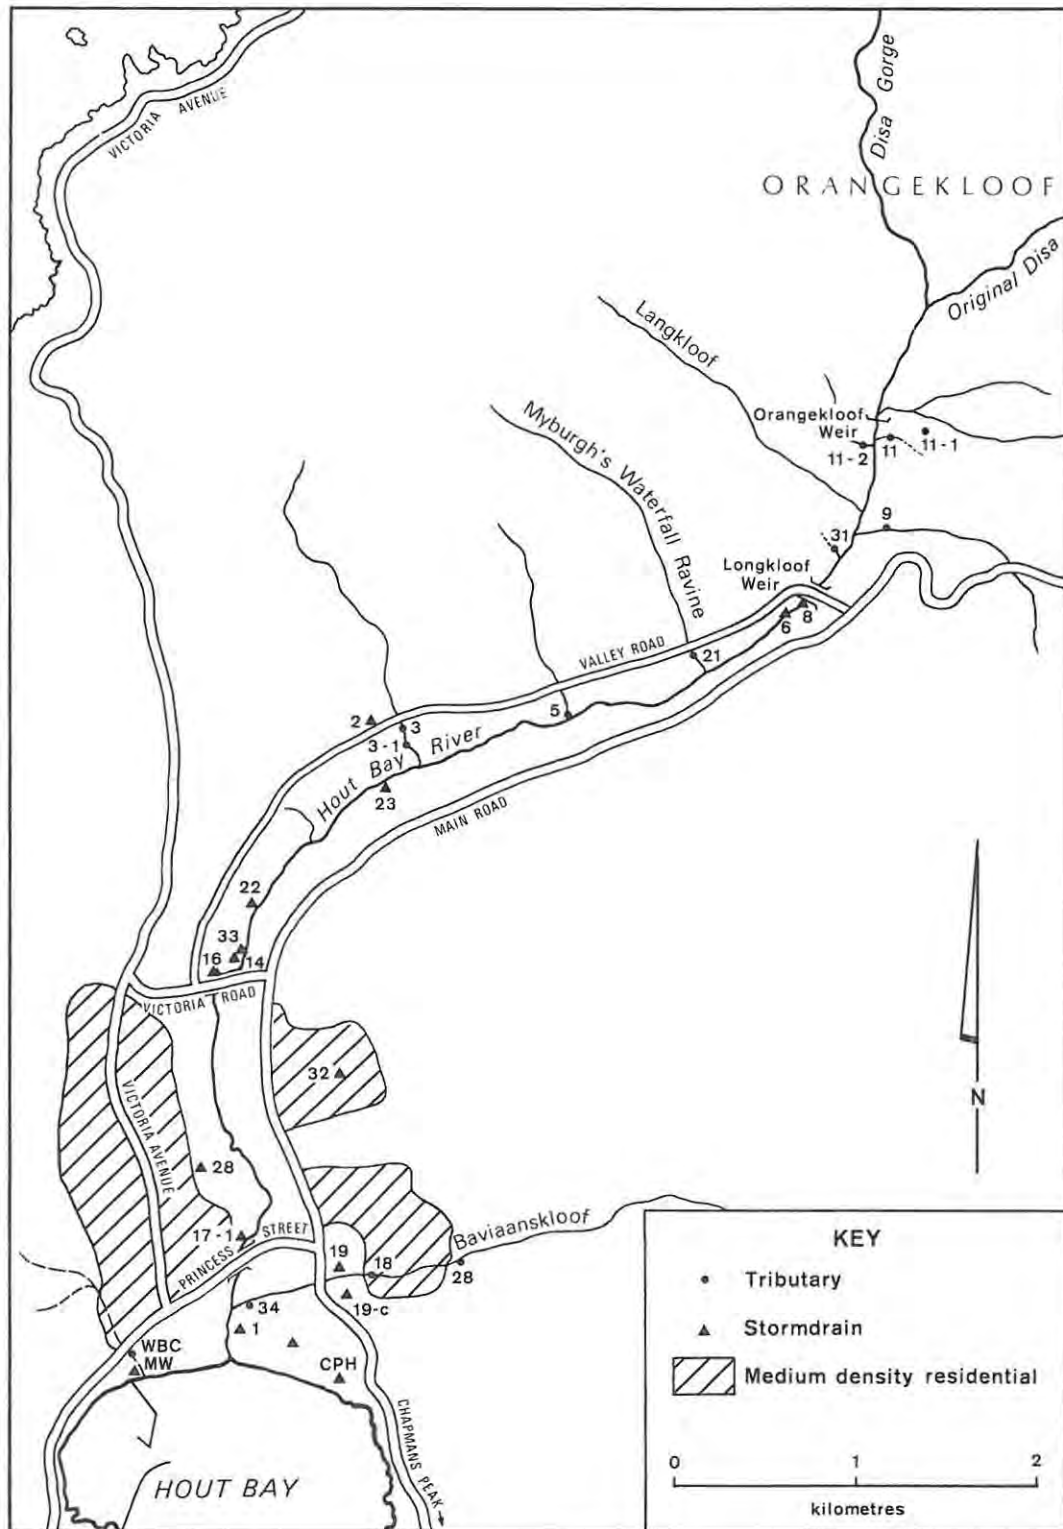 VICTORIA AVENUE
Disa Gorge
ORANGEKLOOF
Original Disa
Langkloof
Myburgh's Waterfall Ravine
Orangekloof
Weir
11-2
11
11-1
9
31
Longkloof
Weir
6
8
VALLEY ROAD
21
5
2
3
3-1
Hout Bay River
23
MAIN ROAD
22
33
16
14
VICTORIA ROAD
32
VICTORIA AVENUE
28
N
17-1
PRINCESS STREET
Baviaanskloof
19
18
28
19-c
34
1
WBC
MW
CPH
CHAPMANS PEAK
HOUT BAY
KEY
Tributary
Stormdrain
Medium density residential
0 1 2
kilometres